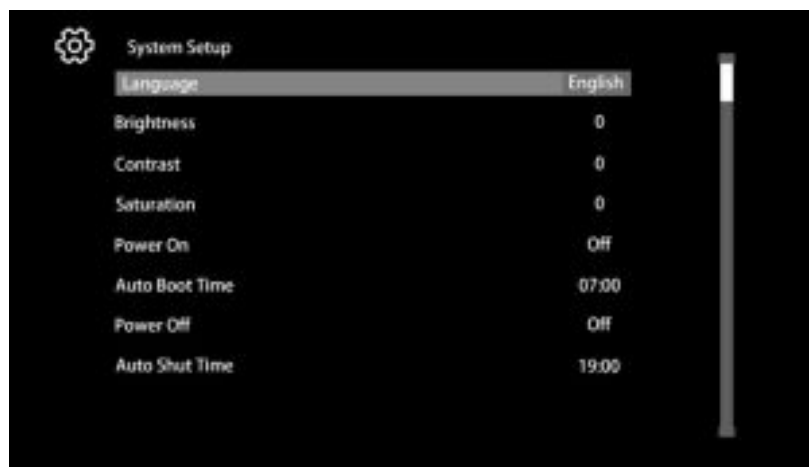 System Setup
Language English
Brightness 0
Contrast 0
Saturation 0
Power On Off
Auto Boot Time 07:00
Power Off Off
Auto Shut Time 19:00